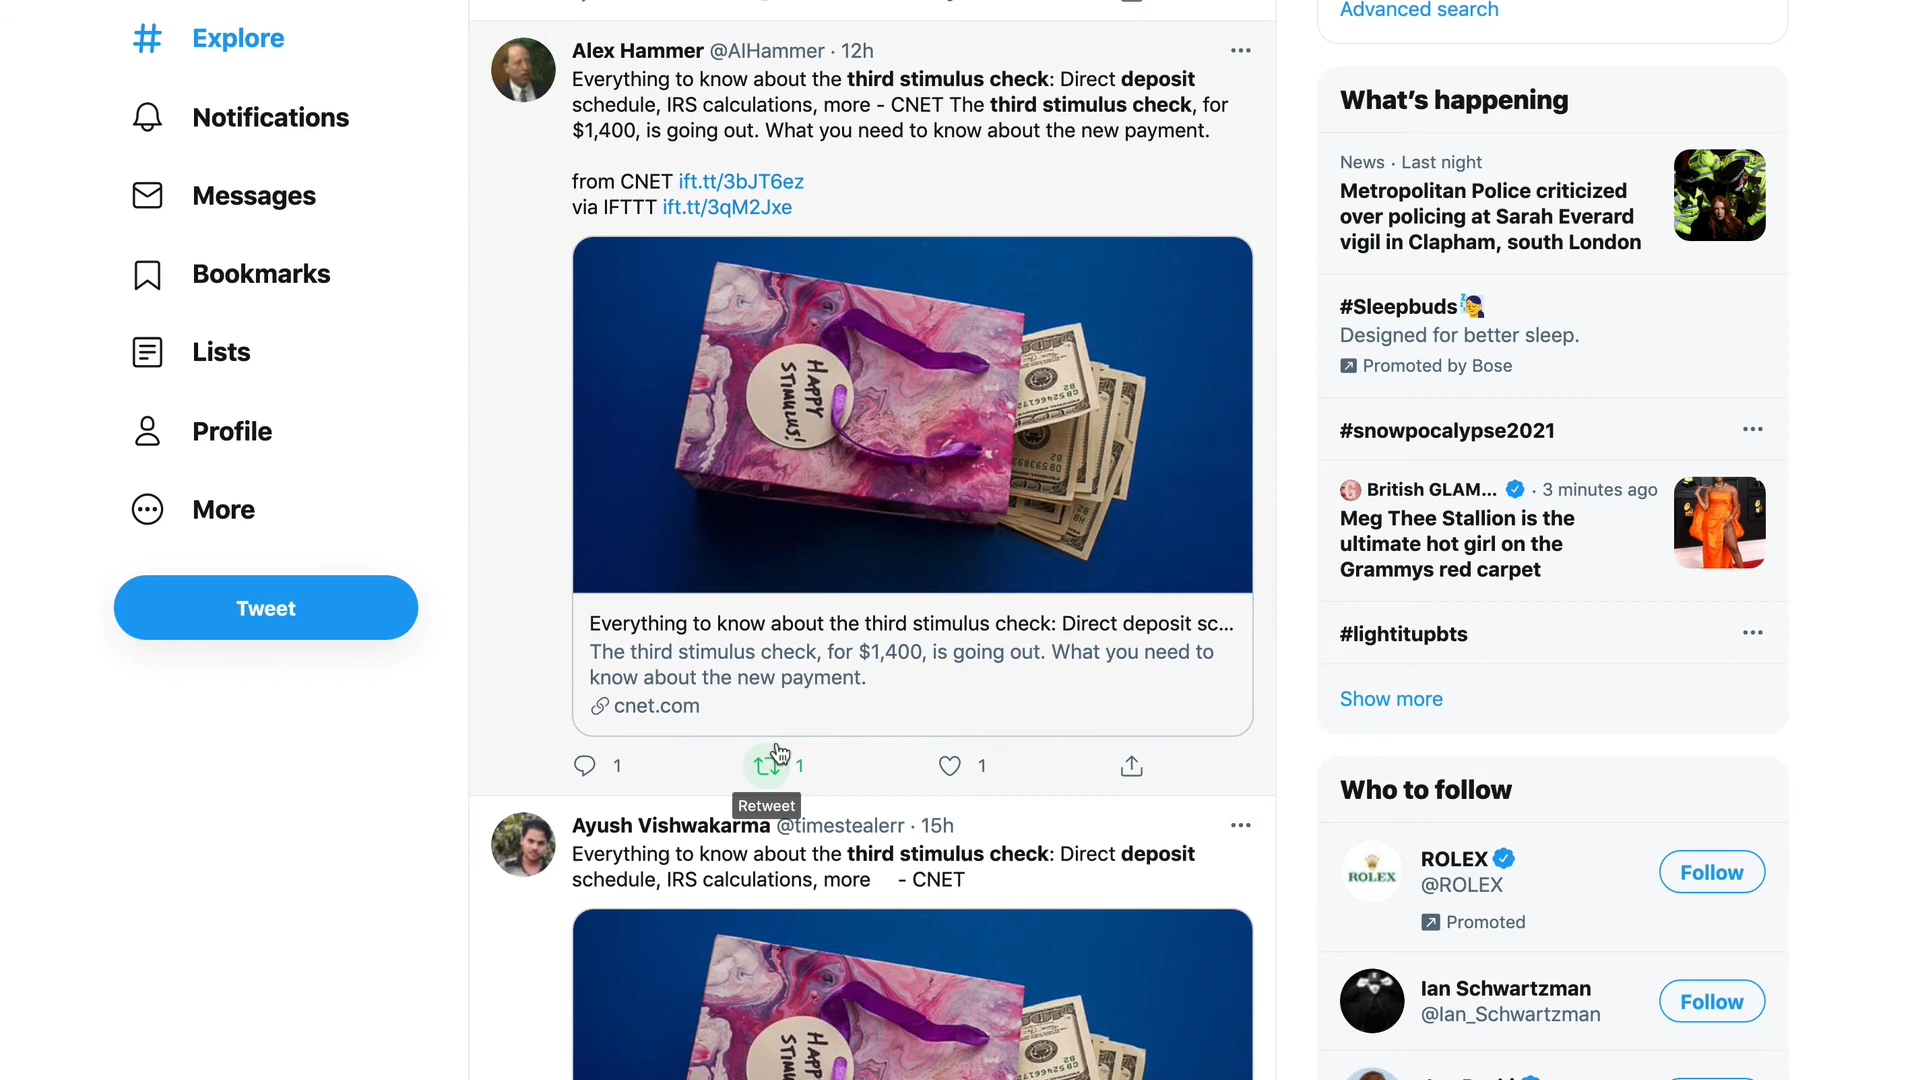 Explore
Notifications
Messages
Bookmarks
Lists
Profile
More
Tweet
Alex Hammer @AIHammer · 12h
Everything to know about the third stimulus check: Direct deposit
schedule, IRS calculations, more - CNET The third stimulus check, for
$1,400, is going out. What you need to know about the new payment.
from CNET ift.tt/3bJT6ez
via IFTTT ift.tt/3qM2Jxe
HAPPY
STIMULUS!
Everything to know about the third stimulus check: Direct deposit sc...
The third stimulus check, for $1,400, is going out. What you need to
know about the new payment.
cnet.com
1
1
1
Retweet
Ayush Vishwakarma @timestealerr · 15h
Everything to know about the third stimulus check: Direct deposit
schedule, IRS calculations, more - CNET
HAPPY
Advanced search
What's happening
News · Last night
Metropolitan Police criticized
over policing at Sarah Everard
vigil in Clapham, south London
#Sleepbuds
Designed for better sleep.
Promoted by Bose
#snowpocalypse2021
British GLAM... · 3 minutes ago
Meg Thee Stallion is the
ultimate hot girl on the
Grammys red carpet
#lightitupbts
Show more
Who to follow
ROLEX
ROLEX
@ROLEX
Follow
Promoted
Ian Schwartzman
@Ian_Schwartzman
Follow